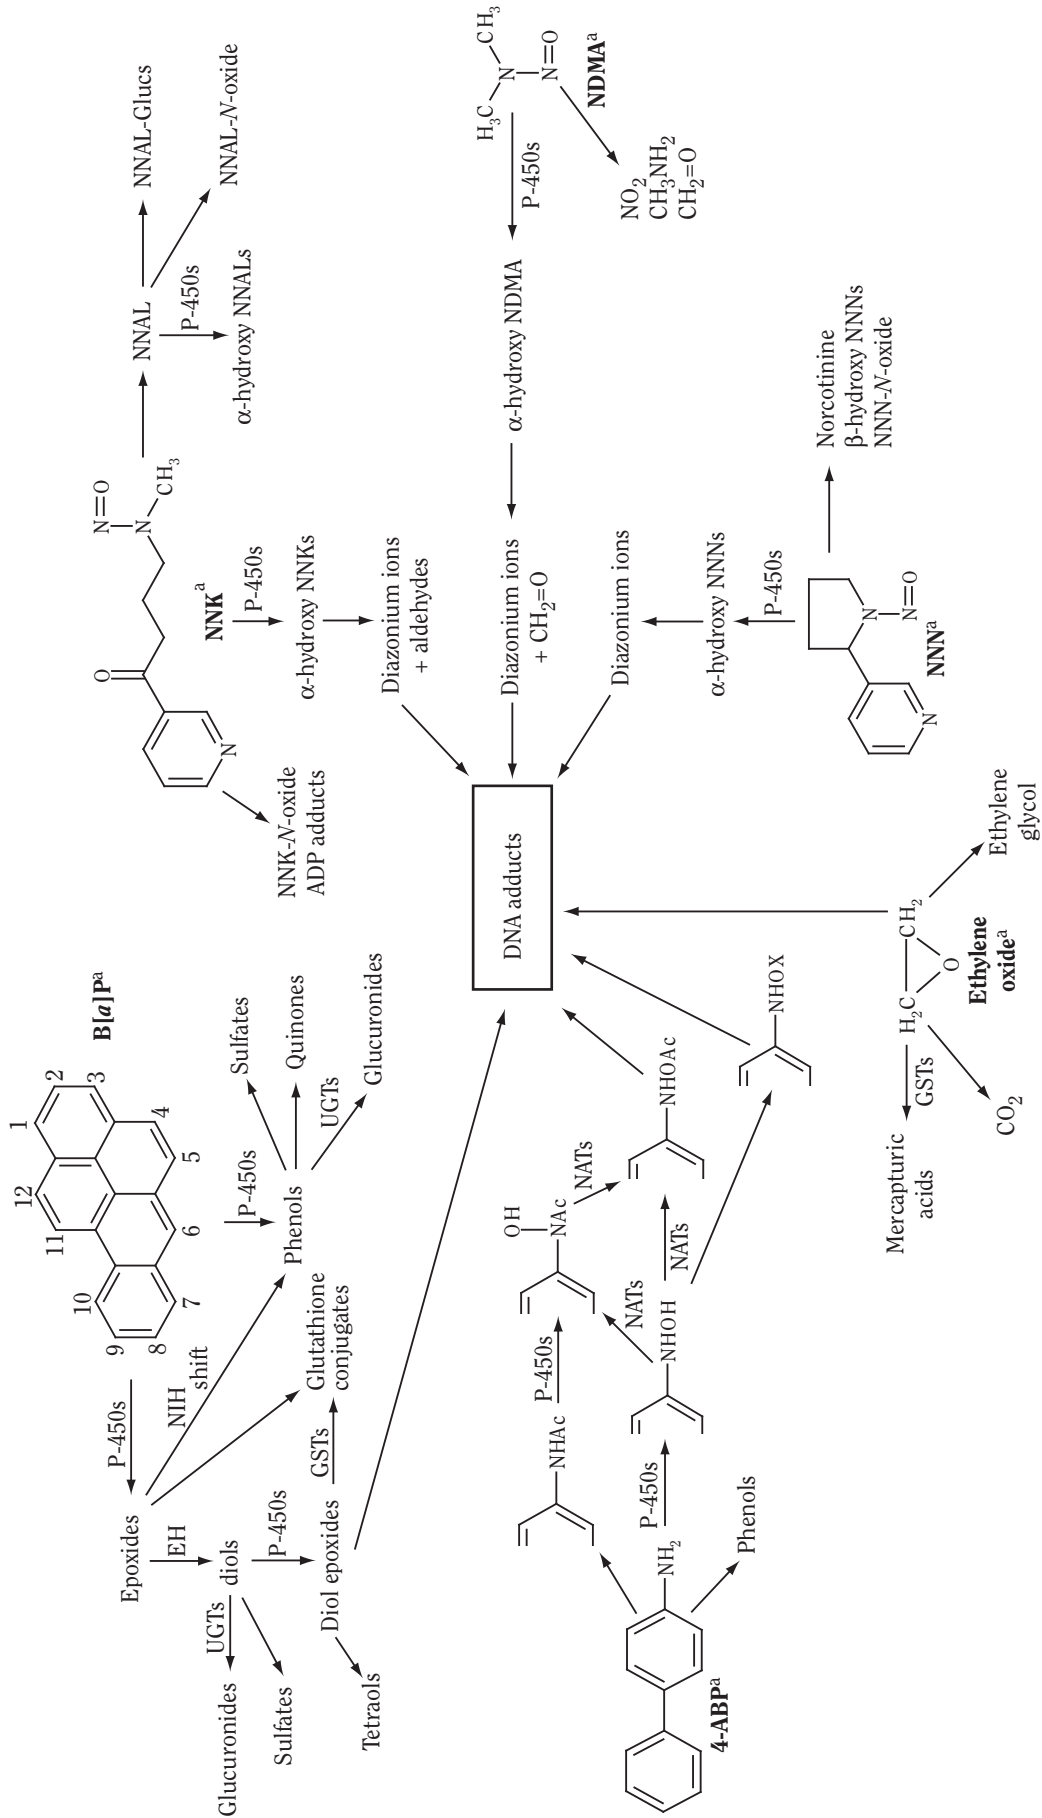 B[a]Pᵃ
1
2
3
4
5
6
7
8
9
10
11
12
P-450s
Epoxides
EH
diols
UGTs
Glucuronides
Sulfates
P-450s
Diol epoxides
Tetraols
GSTs
Glutathione
conjugates
NIH
shift
P-450s
Phenols
Sulfates
Quinones
UGTs
Glucuronides
O
N=O
N
CH₃
N
NNKᵃ
NNK-N-oxide
ADP adducts
P-450s
α-hydroxy NNKs
Diazonium ions
+ aldehydes
NNAL
NNAL-Glucs
NNAL-N-oxide
P-450s
α-hydroxy NNALs
H₃C
CH₃
N
N=O
NDMAᵃ
P-450s
NO₂
CH₃NH₂
CH₂=O
α-hydroxy NDMA
Diazonium ions
+ CH₂=O
DNA adducts
Diazonium ions
α-hydroxy NNNs
P-450s
N
N=O
N
NNNᵃ
Norcotinine
β-hydroxy NNNs
NNN-N-oxide
4-ABPᵃ
NH₂
Phenols
NHAc
P-450s
P-450s
NHOH
OH
NAc
NATs
NATs
NATs
NHOAc
NHOX
H₂C
CH₂
O
Ethylene
oxideᵃ
GSTs
Mercapturic
acids
CO₂
Ethylene
glycol